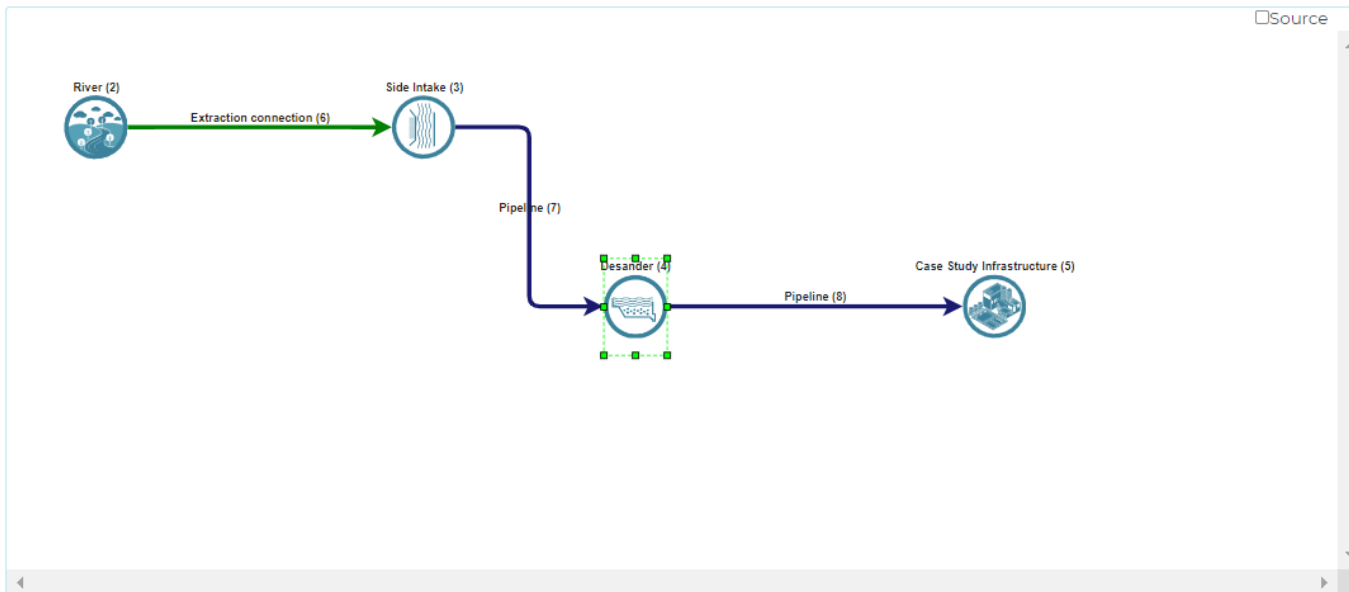 Source
River (2)
Side Intake (3)
Extraction connection (6)
Pipeline (7)
Desander (4)
Case Study Infrastructure (5)
Pipeline (8)